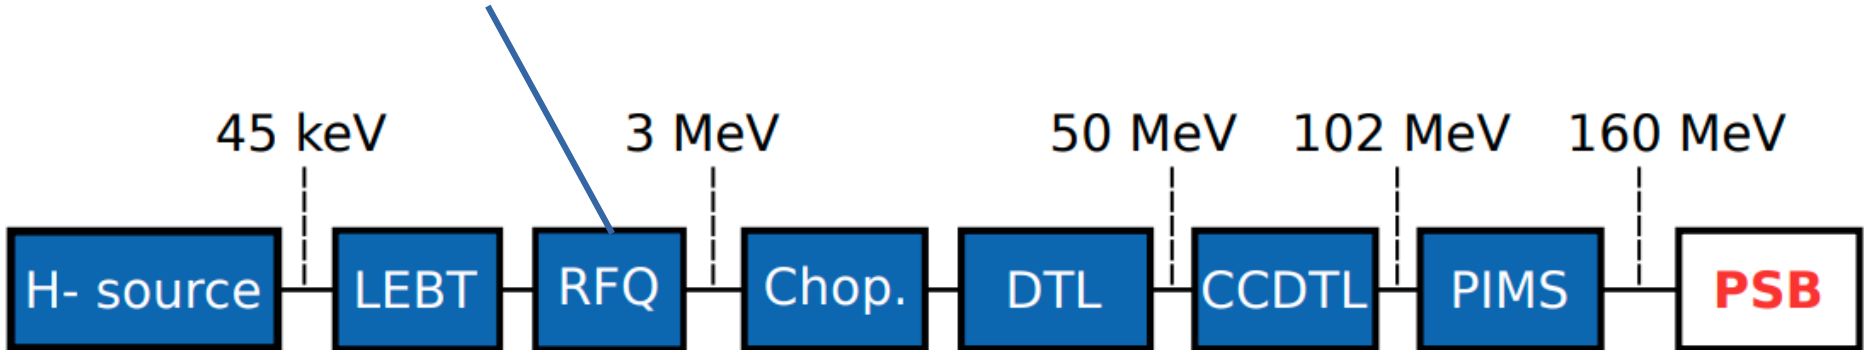 45 keV 3 MeV 50 MeV 102 MeV 160 MeV
H- source LEBT RFQ Chop. DTL CCDTL PIMS PSB